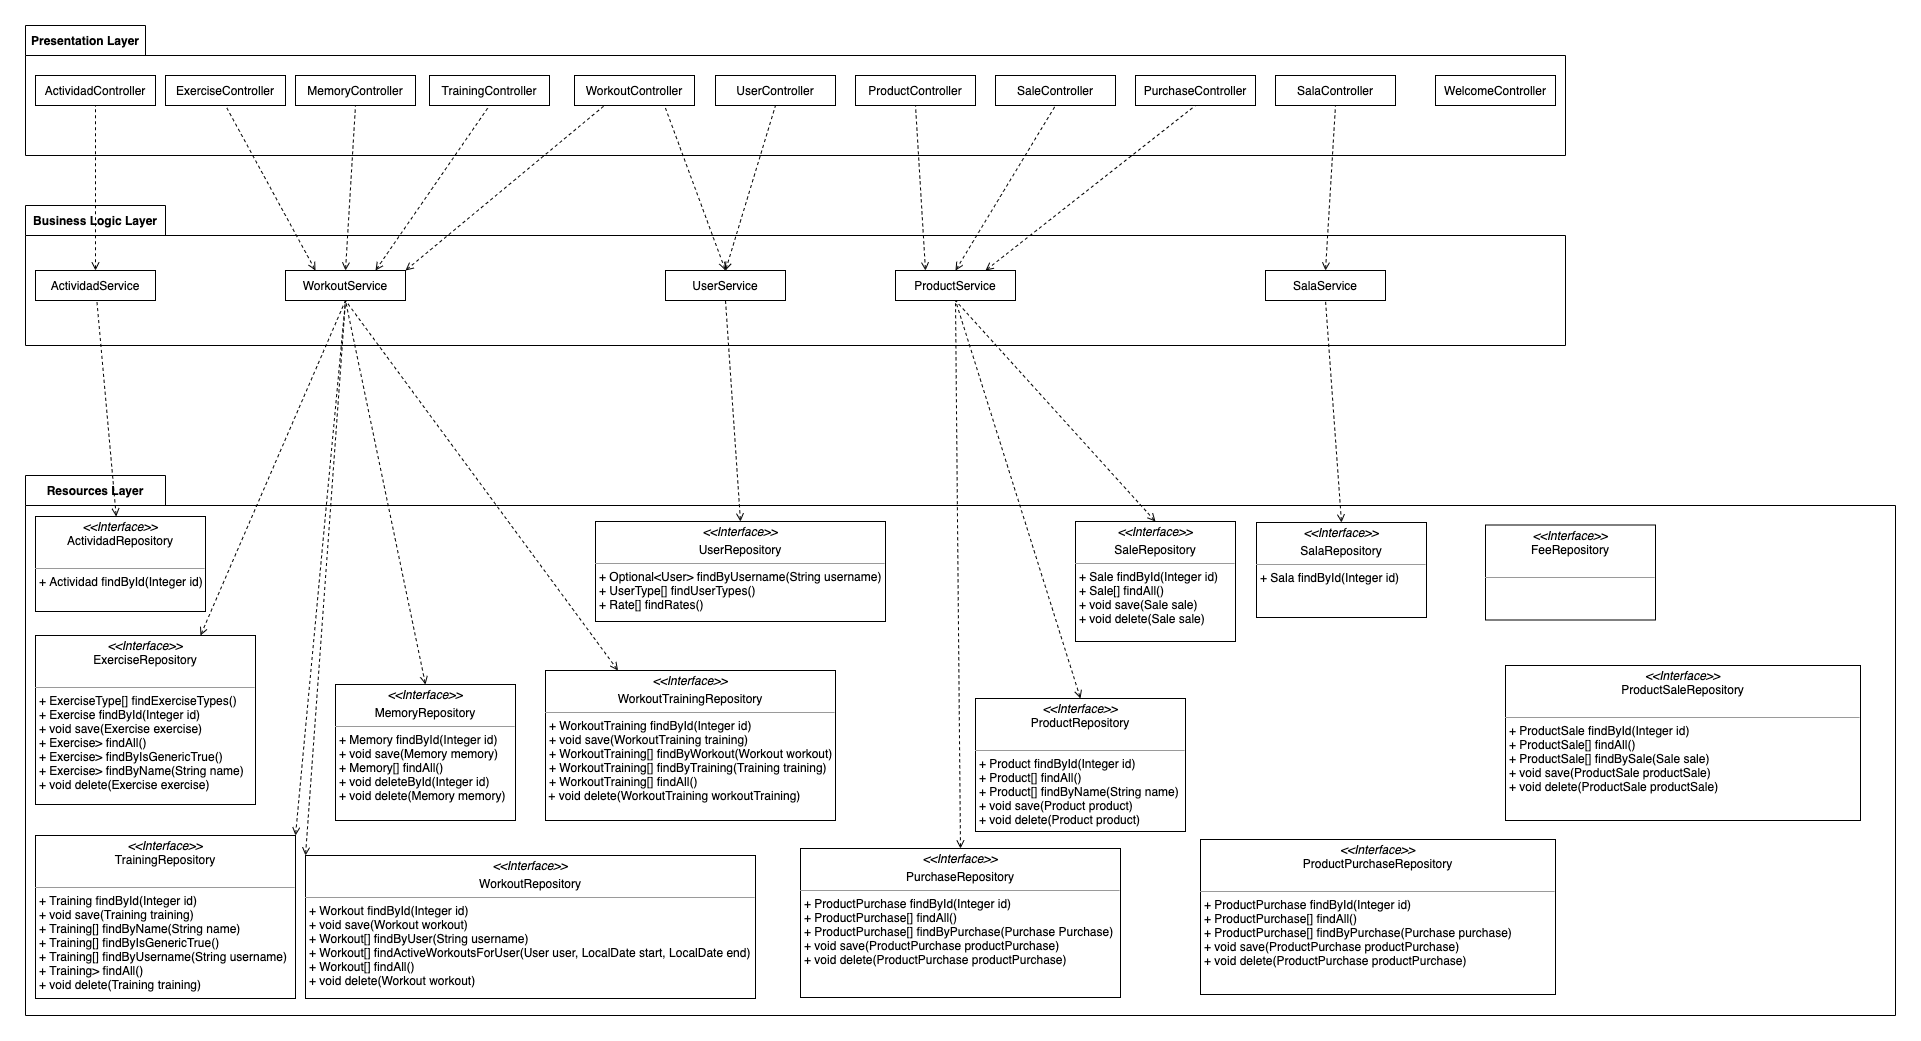 Presentation Layer
ActividadController
ExerciseController
MemoryController
TrainingController
WorkoutController
UserController
ProductController
SaleController
PurchaseController
SalaController
WelcomeController
Business Logic Layer
ActividadService
WorkoutService
UserService
ProductService
SalaService
Resources Layer
<<Interface>>
ActividadRepository
+ Actividad findById(Integer id)
<<Interface>>
UserRepository
+ Optional<User> findByUsername(String username)
+ UserType[] findUserTypes()
+ Rate[] findRates()
<<Interface>>
SaleRepository
+ Sale findById(Integer id)
+ Sale[] findAll()
+ void save(Sale sale)
+ void delete(Sale sale)
<<Interface>>
SalaRepository
+ Sala findById(Integer id)
<<Interface>>
FeeRepository
<<Interface>>
ExerciseRepository
+ ExerciseType[] findExerciseTypes()
+ Exercise findById(Integer id)
+ void save(Exercise exercise)
+ Exercise> findAll()
+ Exercise> findByIsGenericTrue()
+ Exercise> findByName(String name)
+ void delete(Exercise exercise)
<<Interface>>
MemoryRepository
+ Memory findById(Integer id)
+ void save(Memory memory)
+ Memory[] findAll()
+ void deleteById(Integer id)
+ void delete(Memory memory)
<<Interface>>
WorkoutTrainingRepository
+ WorkoutTraining findById(Integer id)
+ void save(WorkoutTraining training)
+ WorkoutTraining[] findByWorkout(Workout workout)
+ WorkoutTraining[] findByTraining(Training training)
+ WorkoutTraining[] findAll()
+ void delete(WorkoutTraining workoutTraining)
<<Interface>>
ProductRepository
+ Product findById(Integer id)
+ Product[] findAll()
+ Product[] findByName(String name)
+ void save(Product product)
+ void delete(Product product)
<<Interface>>
ProductSaleRepository
+ ProductSale findById(Integer id)
+ ProductSale[] findAll()
+ ProductSale[] findBySale(Sale sale)
+ void save(ProductSale productSale)
+ void delete(ProductSale productSale)
<<Interface>>
TrainingRepository
+ Training findById(Integer id)
+ void save(Training training)
+ Training[] findByName(String name)
+ Training[] findByIsGenericTrue()
+ Training[] findByUsername(String username)
+ Training> findAll()
+ void delete(Training training)
<<Interface>>
WorkoutRepository
+ Workout findById(Integer id)
+ void save(Workout workout)
+ Workout[] findByUser(String username)
+ Workout[] findActiveWorkoutsForUser(User user, LocalDate start, LocalDate end)
+ Workout[] findAll()
+ void delete(Workout workout)
<<Interface>>
PurchaseRepository
+ ProductPurchase findById(Integer id)
+ ProductPurchase[] findAll()
+ ProductPurchase[] findByPurchase(Purchase Purchase)
+ void save(ProductPurchase productPurchase)
+ void delete(ProductPurchase productPurchase)
<<Interface>>
ProductPurchaseRepository
+ ProductPurchase findById(Integer id)
+ ProductPurchase[] findAll()
+ ProductPurchase[] findByPurchase(Purchase purchase)
+ void save(ProductPurchase productPurchase)
+ void delete(ProductPurchase productPurchase)